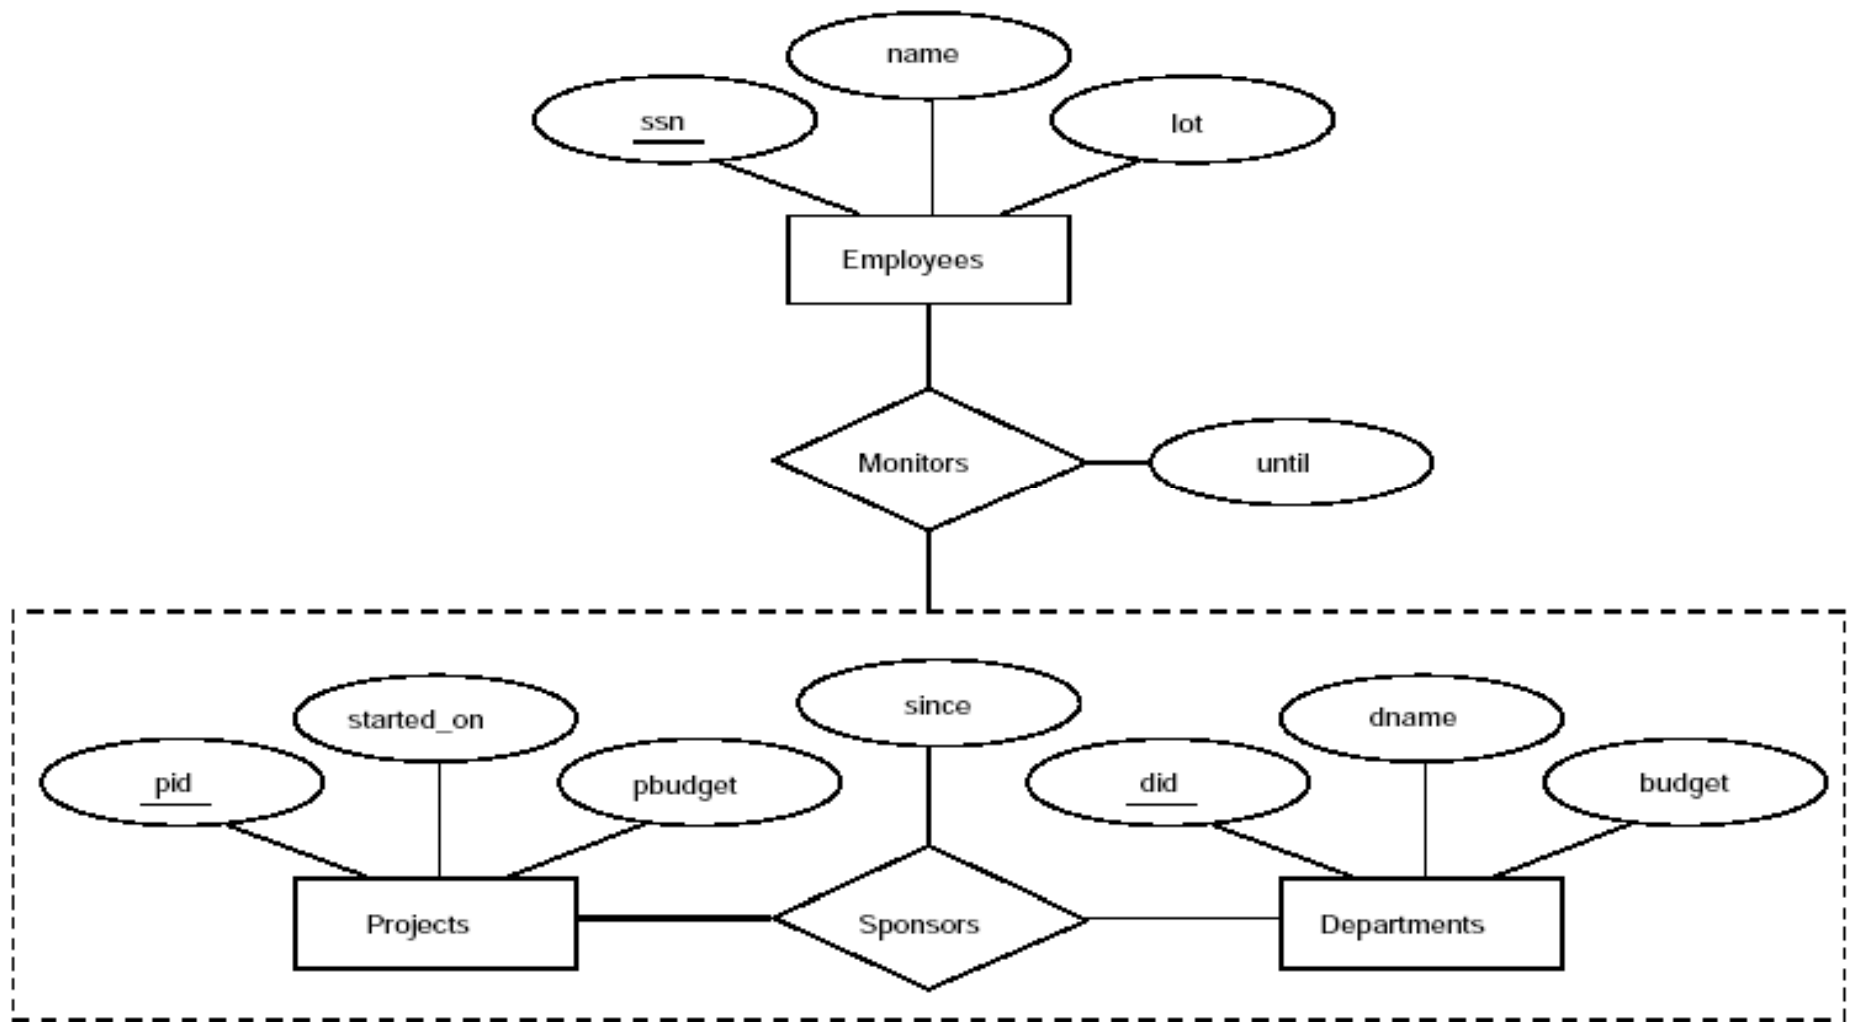 name
ssn
lot
Employees
Monitors
until
since
started_on
dname
pid
pbudget
did
budget
Projects
Sponsors
Departments